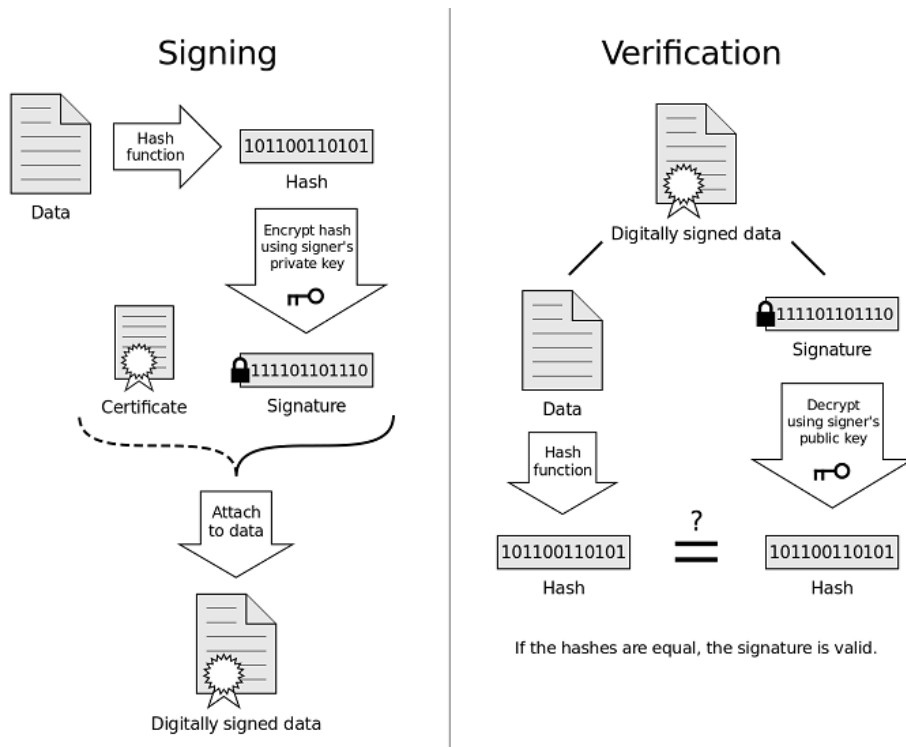 Signing
Hash
function
101100110101
Hash
Data
Encrypt hash
using signer's
private key
111101101110
Certificate
Signature
Attach
to data
Digitally signed data
Verification
Digitally signed data
111101101110
Signature
Data
Decrypt
using signer's
public key
Hash
function
?
=
101100110101
101100110101
Hash
Hash
If the hashes are equal, the signature is valid.